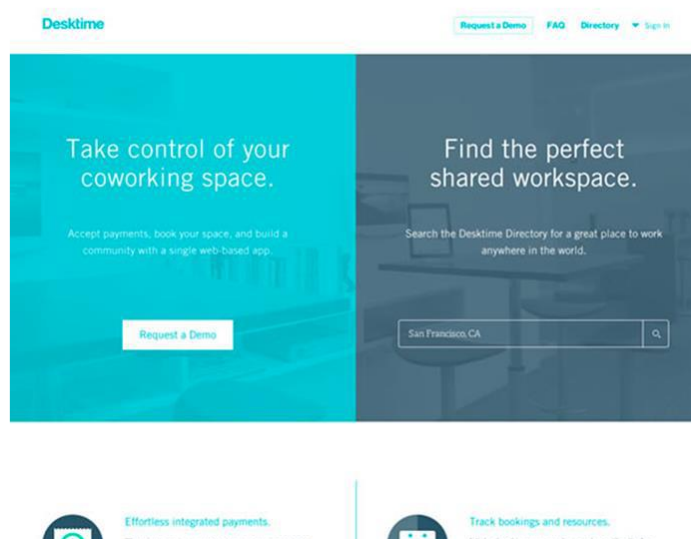 Desktime
Request a Demo FAQ Directory Sign In
Take control of your
coworking space.
Accept payments, book your space, and build a
community with a single web-based app.
Request a Demo
Find the perfect
shared workspace.
Search the Desktime Directory for a great place to work
anywhere in the world.
San Francisco, CA
Effortless integrated payments.
Track bookings and resources.